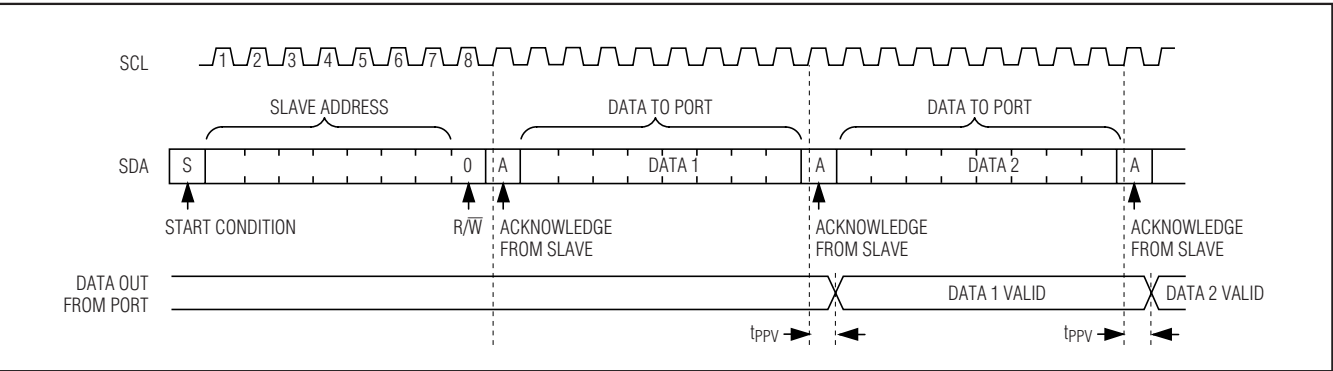 SCL 1 2 3 4 5 6 7 8
SLAVE ADDRESS DATA TO PORT DATA TO PORT
SDA S 0 A DATA 1 A DATA 2 A
START CONDITION R/W̅ ACKNOWLEDGE FROM SLAVE ACKNOWLEDGE FROM SLAVE ACKNOWLEDGE FROM SLAVE
DATA OUT FROM PORT DATA 1 VALID DATA 2 VALID
tPPV tPPV